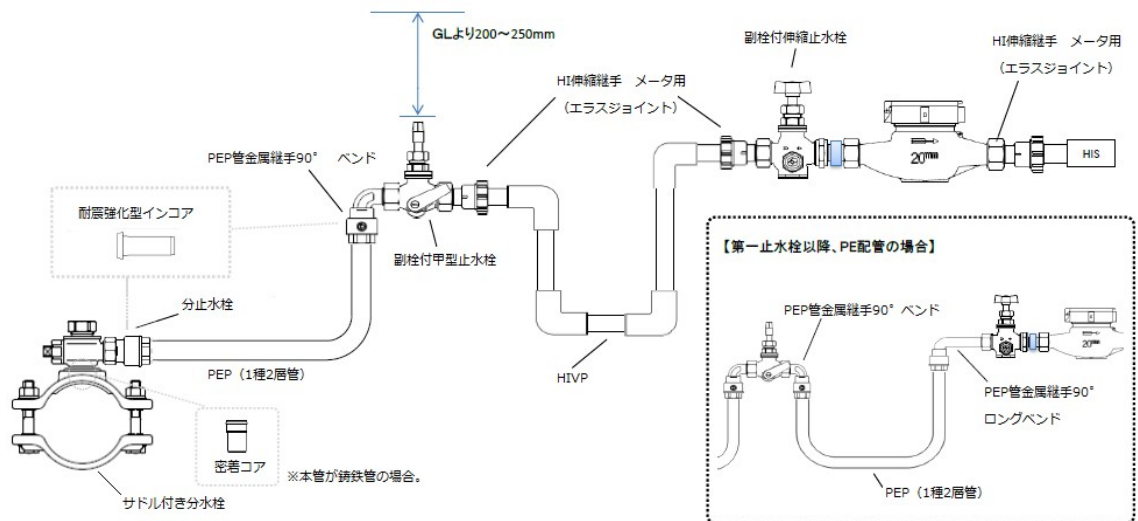 GLより200～250mm
副栓付伸縮止水栓
HI伸縮継手　メータ用
（エラスジョイント）
HI伸縮継手　メータ用
（エラスジョイント）
PEP管金属継手90°　ベンド
20mm
HIS
耐震強化型インコア
副栓付甲型止水栓
分止水栓
PEP（1種2層管）
HIVP
密着コア
※本管が鋳鉄管の場合。
サドル付き分水栓
【第一止水栓以降、PE配管の場合】
PEP管金属継手90°ベンド
20mm
PEP管金属継手90°
ロングベンド
PEP（1種2層管）